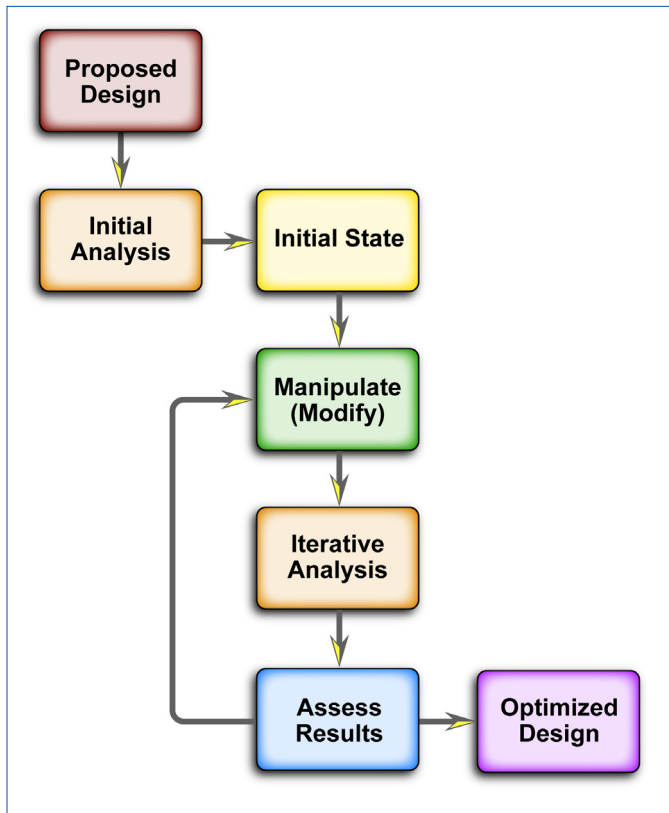 Proposed
Design
Initial
Analysis
Initial State
Manipulate
(Modify)
Iterative
Analysis
Assess
Results
Optimized
Design